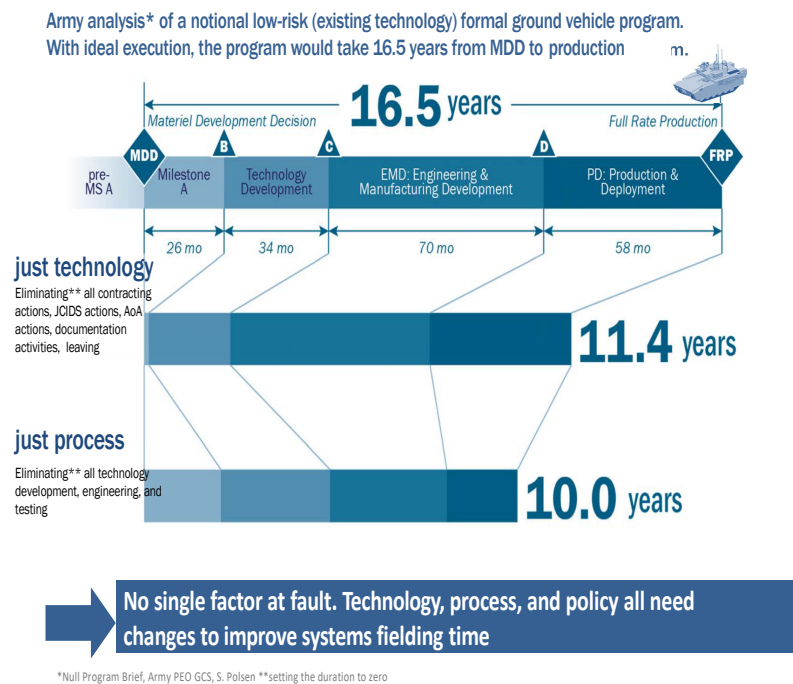 Army analysis* of a notional low-risk (existing technology) formal ground vehicle program.
With ideal execution, the program would take 16.5 years from MDD to production
m.
16.5 years
Materiel Development Decision
Full Rate Production
MDD
B
C
D
FRP
pre-
MS A
Milestone
A
Technology
Development
EMD: Engineering &
Manufacturing Development
PD: Production &
Deployment
26 mo
34 mo
70 mo
58 mo
just technology
Eliminating** all contracting
actions, JCIDS actions, AoA
actions, documentation
activities, leaving
11.4 years
just process
Eliminating** all technology
development, engineering, and
testing
10.0 years
No single factor at fault. Technology, process, and policy all need
changes to improve systems fielding time
*Null Program Brief, Army PEO GCS, S. Polsen **setting the duration to zero